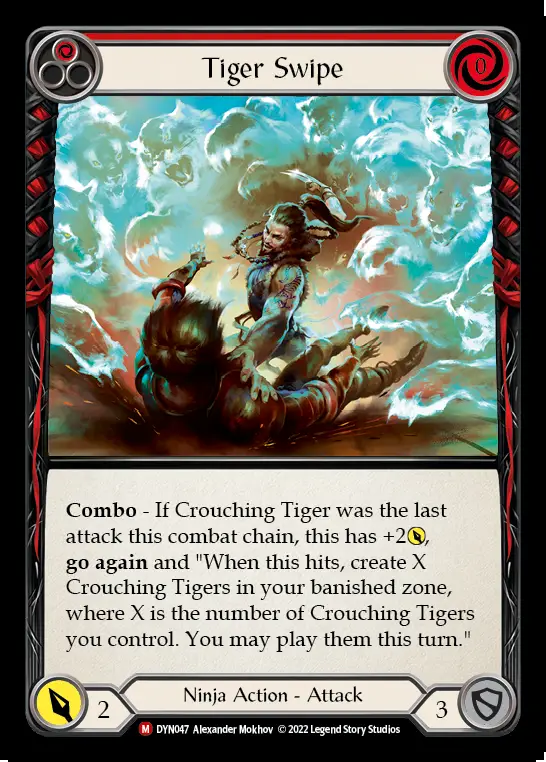 Tiger Swipe
0
Combo - If Crouching Tiger was the last
attack this combat chain, this has +2,
go again and "When this hits, create X
Crouching Tigers in your banished zone,
where X is the number of Crouching Tigers
you control. You may play them this turn."
2
Ninja Action - Attack
3
M DYN047 Alexander Mokhov © 2022 Legend Story Studios